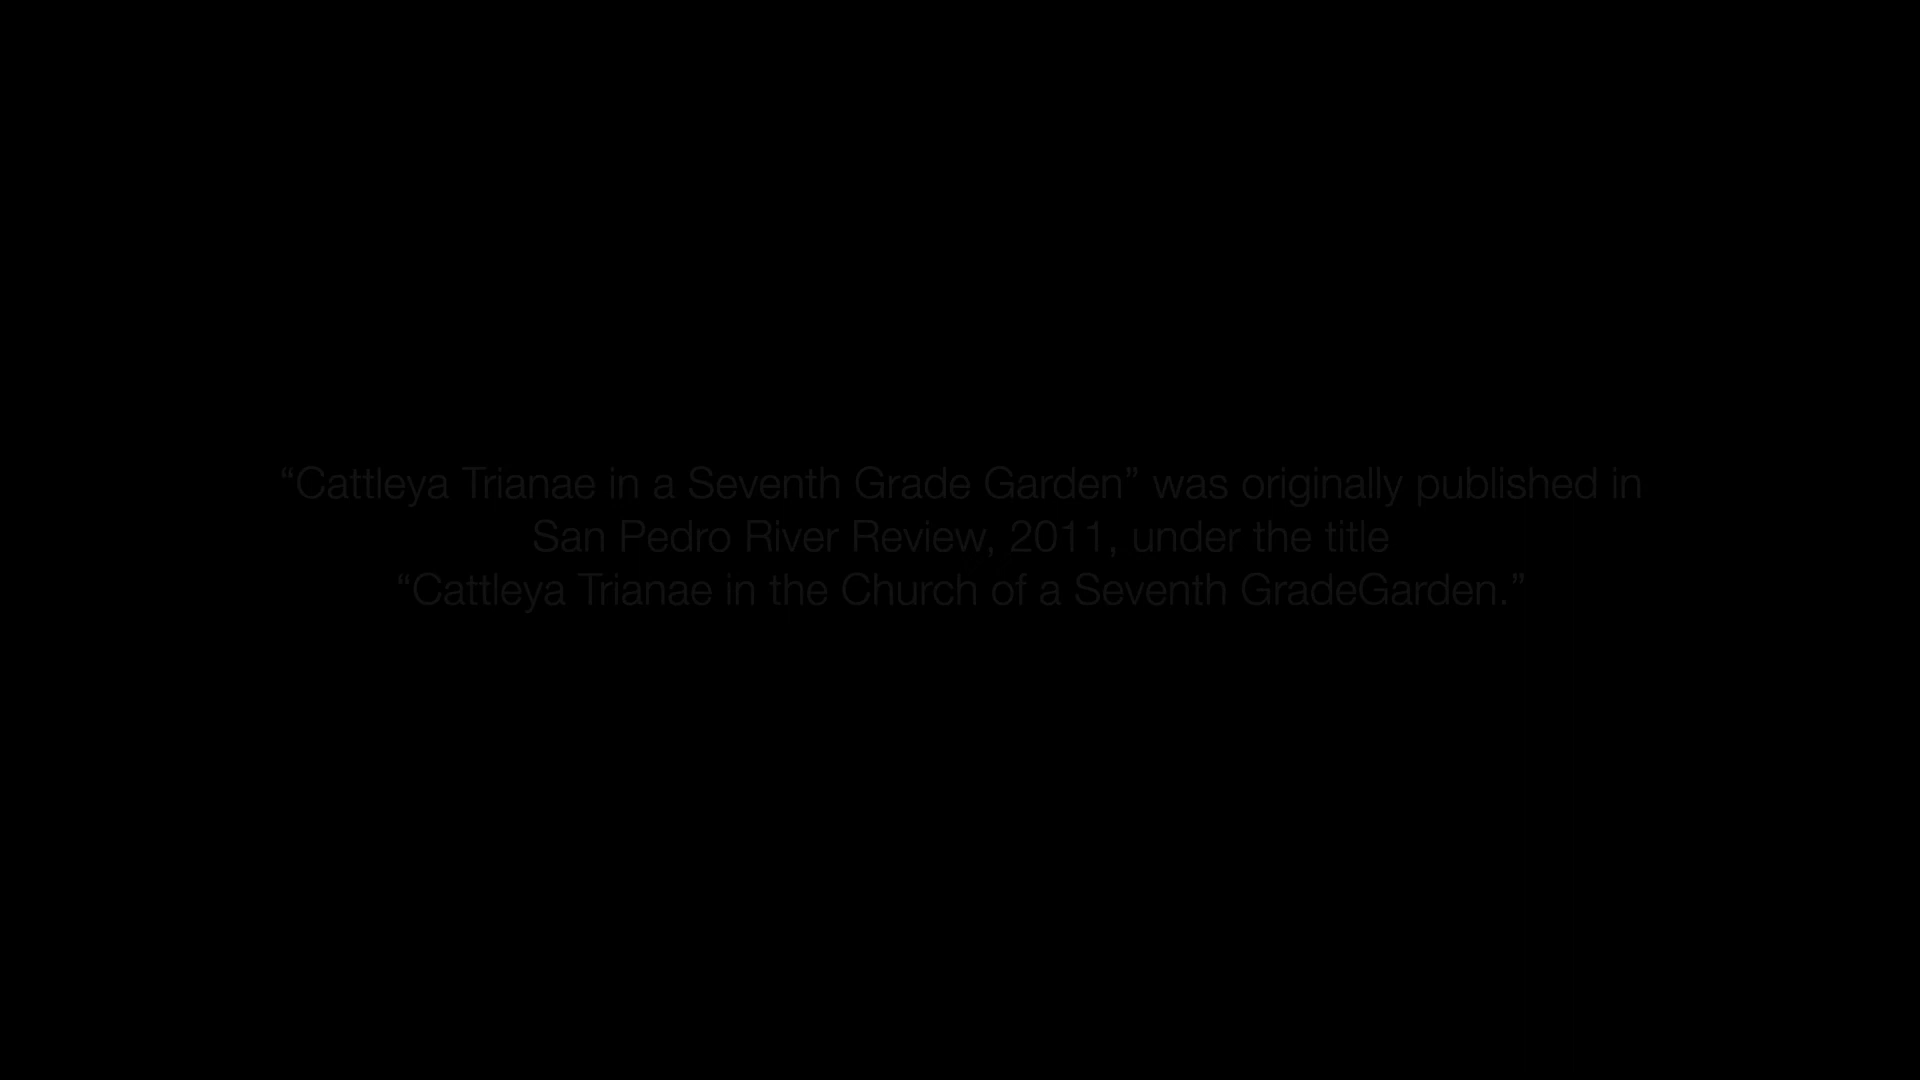 “Cattleya Trianae in a Seventh Grade Garden” was originally published in
San Pedro River Review, 2011, under the title
“Cattleya Trianae in the Church of a Seventh GradeGarden.”